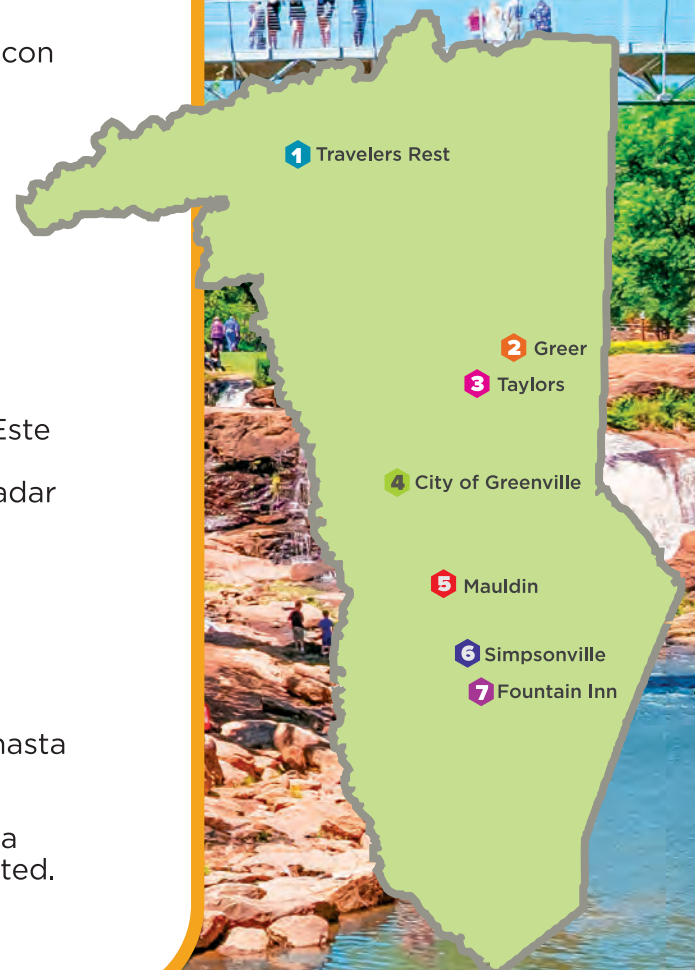 con
1 Travelers Rest
2 Greer
3 Taylors
Este
4 City of Greenville
adar
5 Mauldin
6 Simpsonville
7 Fountain Inn
hasta
a
ted.